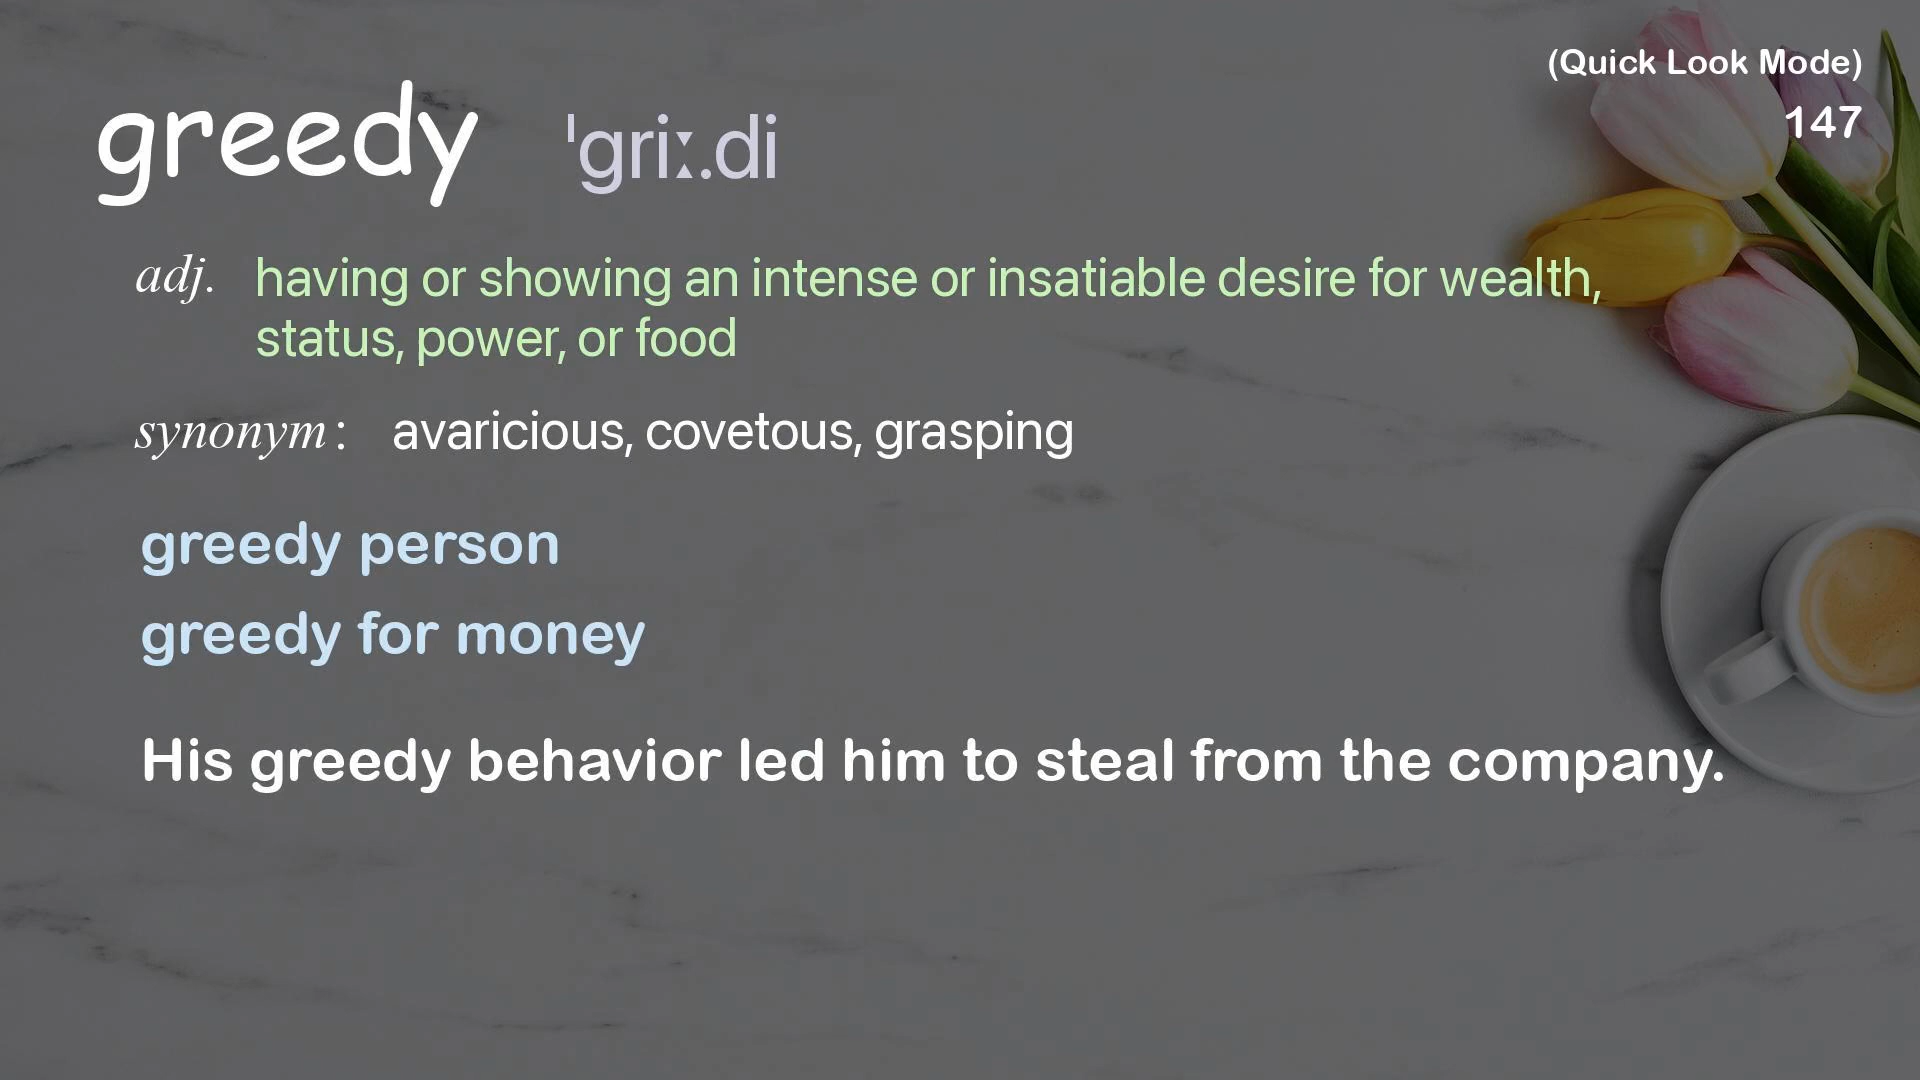 (Quick Look Mode)
147
greedy ˈɡriː.di
adj. having or showing an intense or insatiable desire for wealth,
status, power, or food
synonym: avaricious, covetous, grasping
greedy person
greedy for money
His greedy behavior led him to steal from the company.